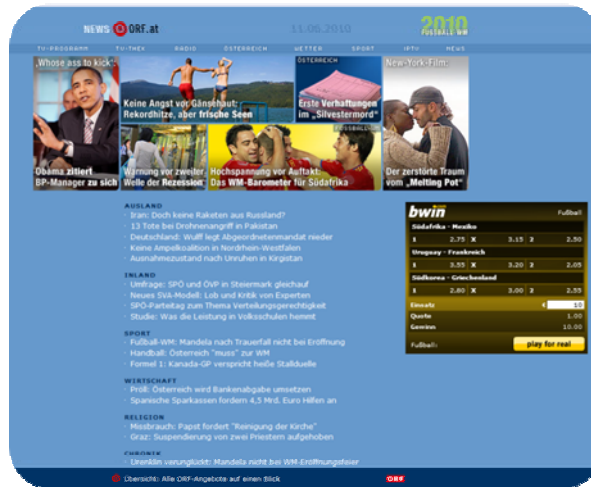 NEWS ORF.at
11.06.2010
2010
FUSSBALL-WM
TV-PROGRAMM TV-THEK RADIO ÖSTERREICH WETTER SPORT IPTV NEWS
„Whose ass to kick“:
Obama zitiert
BP-Manager zu sich
Keine Angst vor Gänsehaut:
Rekordhitze, aber frische Seen
ÖSTERREICH
Erste Verhaftungen
im „Silvestermord“
New-York-Film:
Der zerstörte Traum
vom „Melting Pot“
Warnung vor zweiter
Welle der Rezession
FUSSBALL-WM
Hochspannung vor Auftakt:
Das WM-Barometer für Südafrika
AUSLAND
· Iran: Doch keine Raketen aus Russland?
· 13 Tote bei Drohnenangriff in Pakistan
· Deutschland: Wulff legt Abgeordnetenmandat nieder
· Keine Ampelkoalition in Nordrhein-Westfalen
· Ausnahmezustand nach Unruhen in Kirgistan
INLAND
· Umfrage: SPÖ und ÖVP in Steiermark gleichauf
· Neues SVA-Modell: Lob und Kritik von Experten
· SPÖ-Parteitag zum Thema Verteilungsgerechtigkeit
· Studie: Was die Leistung in Volksschulen hemmt
SPORT
· Fußball-WM: Mandela nach Trauerfall nicht bei Eröffnung
· Handball: Österreich "muss" zur WM
· Formel 1: Kanada-GP verspricht heiße Stallduelle
WIRTSCHAFT
· Pröll: Österreich wird Bankenabgabe umsetzen
· Spanische Sparkassen fordern 4,5 Mrd. Euro Hilfen an
RELIGION
· Missbrauch: Papst fordert "Reinigung der Kirche"
· Graz: Suspendierung von zwei Priestern aufgehoben
CHRONIK
· Urenklin verunglückt: Mandela nicht bei WM-Eröffnungsfeier
bwin Fußball
Südafrika - Mexiko
1 2.75 X 3.15 2 2.50
Uruguay - Frankreich
1 3.55 X 3.20 2 2.05
Südkorea - Griechenland
1 2.80 X 3.00 2 2.55
Einsatz € 10
Quote 1.00
Gewinn 10.00
Fußball: play for real
Übersicht: Alle ORF-Angebote auf einen Blick
ORF